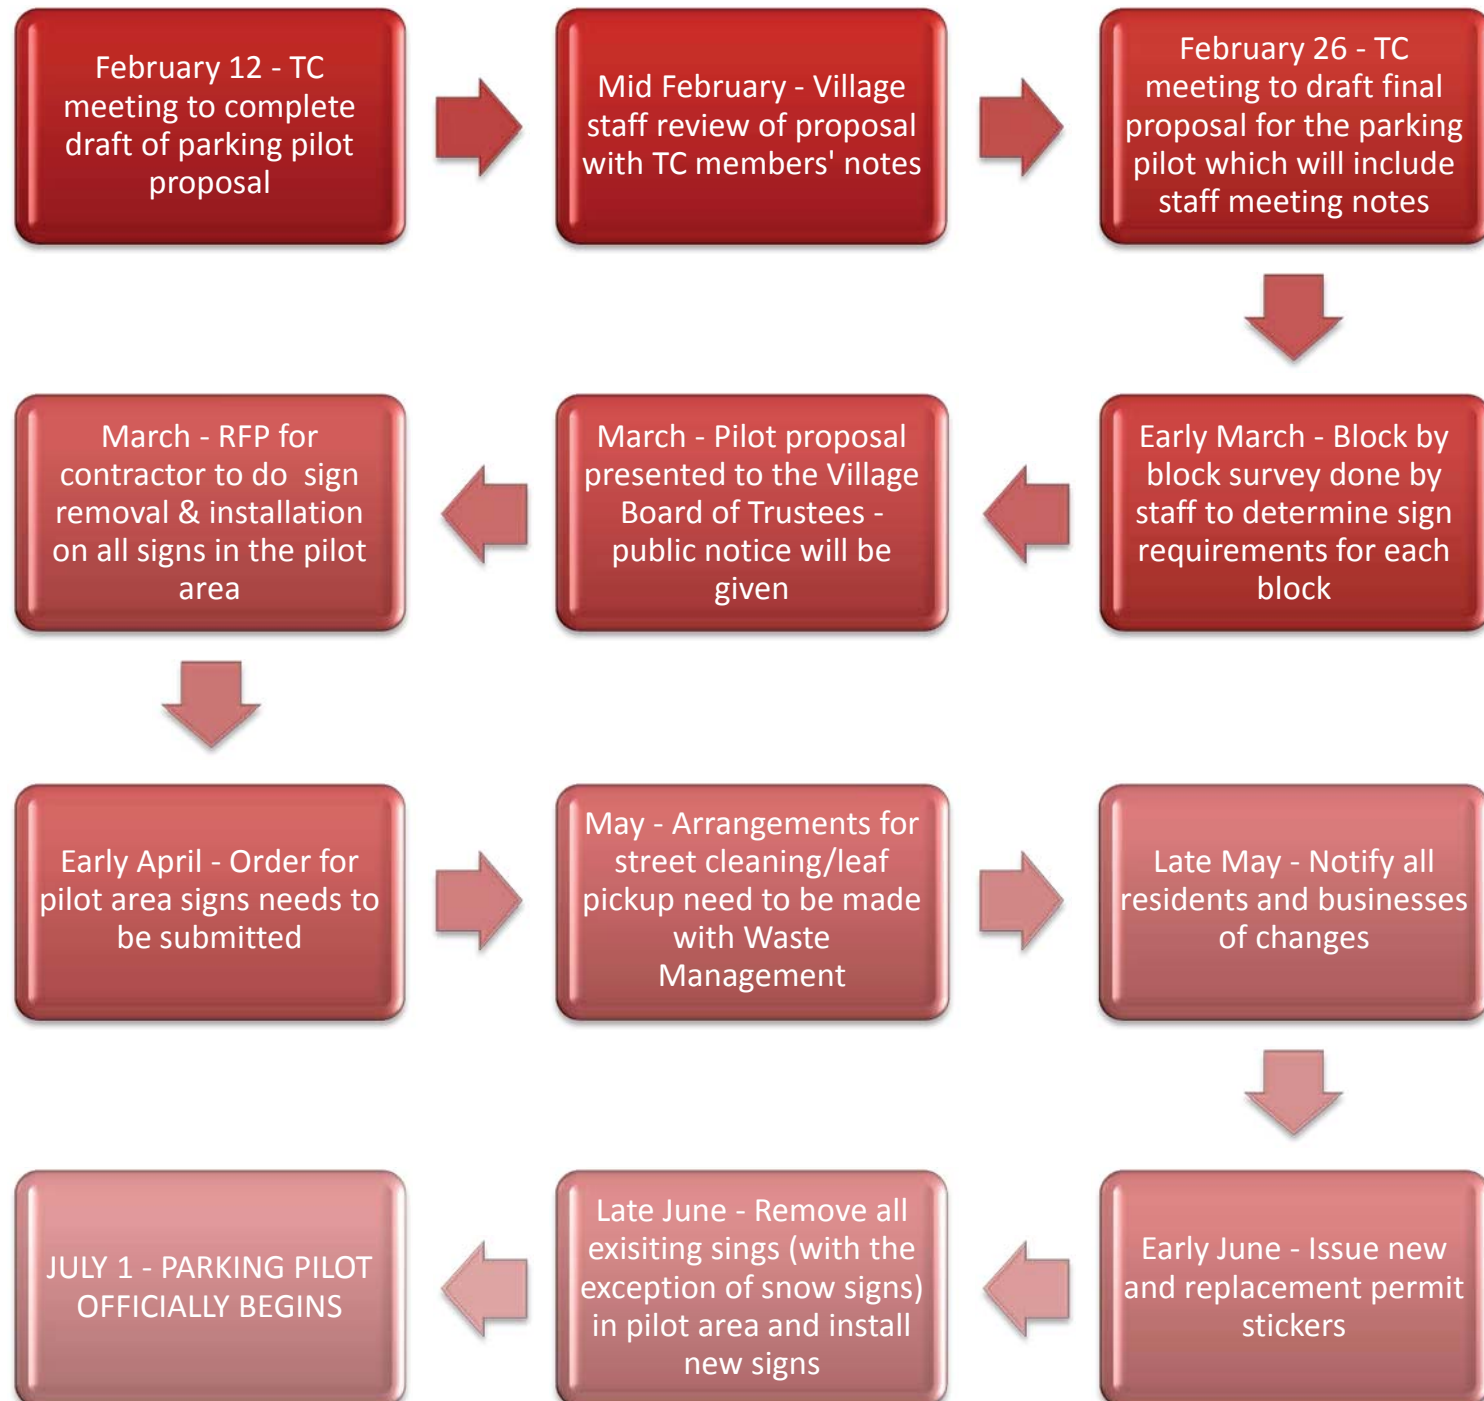 February 12 - TC
meeting to complete
draft of parking pilot
proposal
Mid February - Village
staff review of proposal
with TC members' notes
February 26 - TC
meeting to draft final
proposal for the parking
pilot which will include
staff meeting notes
Early March - Block by
block survey done by
staff to determine sign
requirements for each
block
March - Pilot proposal
presented to the Village
Board of Trustees -
public notice will be
given
March - RFP for
contractor to do  sign
removal & installation
on all signs in the pilot
area
Early April - Order for
pilot area signs needs to
be submitted
May - Arrangements for
street cleaning/leaf
pickup need to be made
with Waste
Management
Late May - Notify all
residents and businesses
of changes
Early June - Issue new
and replacement permit
stickers
Late June - Remove all
exisiting sings (with the
exception of snow signs)
in pilot area and install
new signs
JULY 1 - PARKING PILOT
OFFICIALLY BEGINS